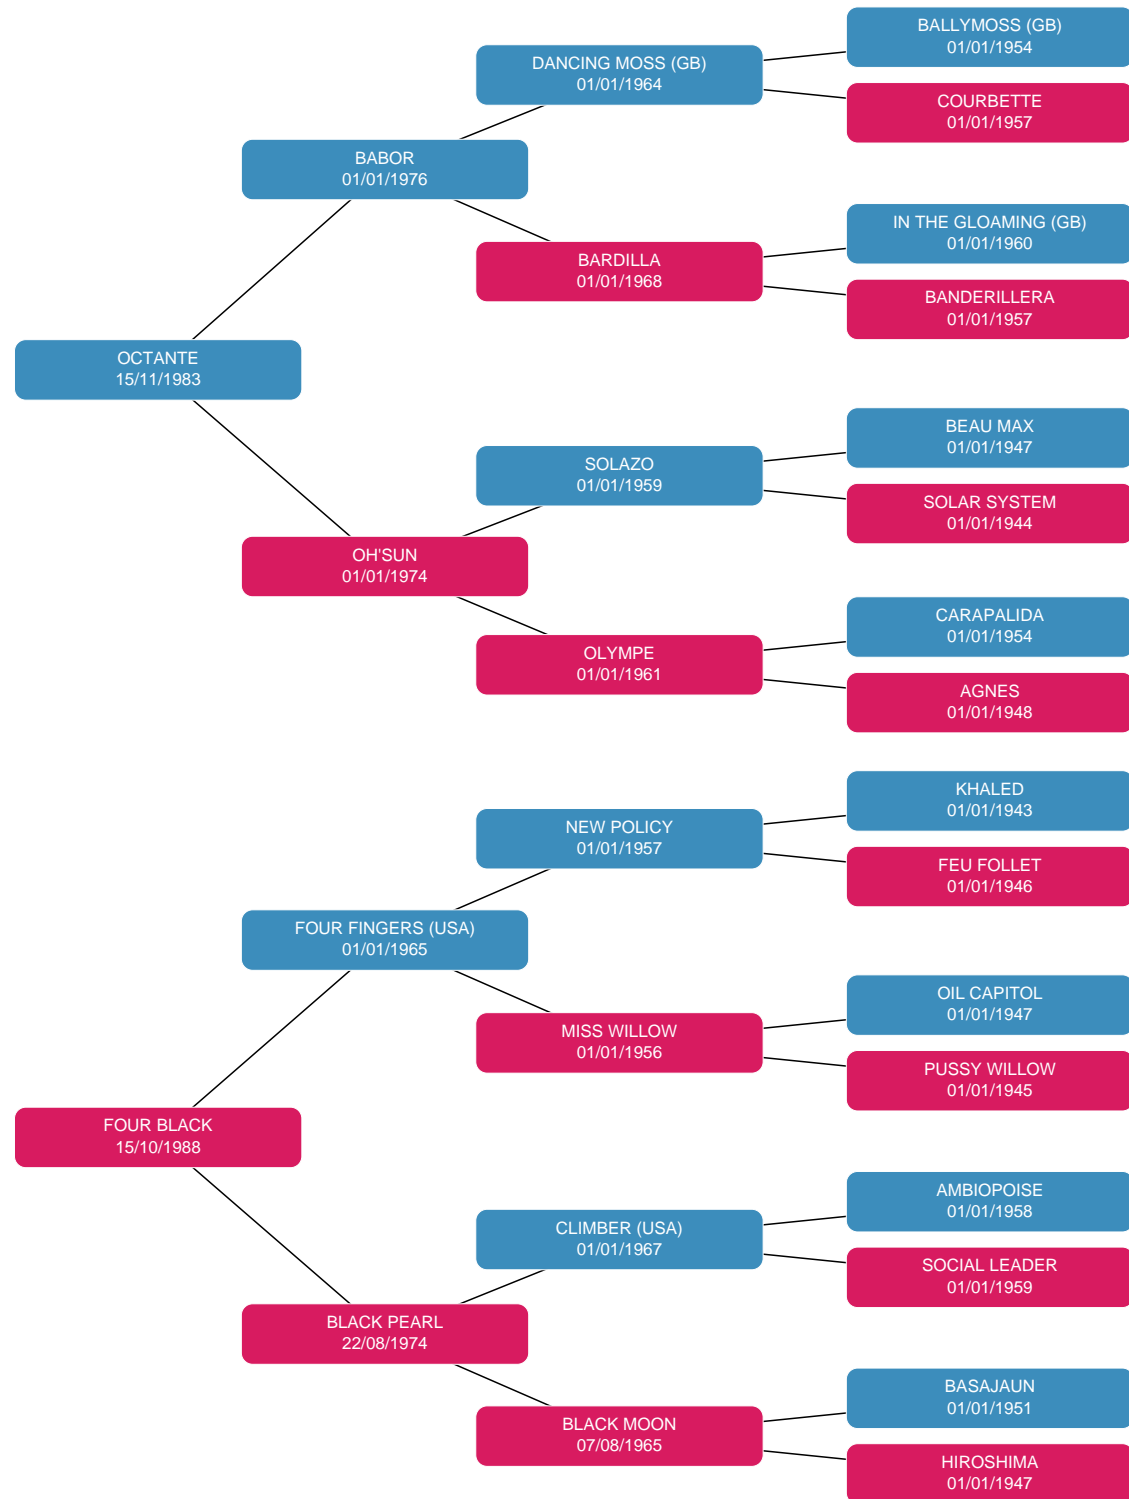 BALLYMOSS (GB)
01/01/1954
DANCING MOSS (GB)
01/01/1964
COURBETTE
01/01/1957
BABOR
01/01/1976
IN THE GLOAMING (GB)
01/01/1960
BARDILLA
01/01/1968
BANDERILLERA
01/01/1957
OCTANTE
15/11/1983
BEAU MAX
01/01/1947
SOLAZO
01/01/1959
SOLAR SYSTEM
01/01/1944
OH'SUN
01/01/1974
CARAPALIDA
01/01/1954
OLYMPE
01/01/1961
AGNES
01/01/1948
KHALED
01/01/1943
NEW POLICY
01/01/1957
FEU FOLLET
01/01/1946
FOUR FINGERS (USA)
01/01/1965
OIL CAPITOL
01/01/1947
MISS WILLOW
01/01/1956
PUSSY WILLOW
01/01/1945
FOUR BLACK
15/10/1988
AMBIOPOISE
01/01/1958
CLIMBER (USA)
01/01/1967
SOCIAL LEADER
01/01/1959
BLACK PEARL
22/08/1974
BASAJAUN
01/01/1951
BLACK MOON
07/08/1965
HIROSHIMA
01/01/1947